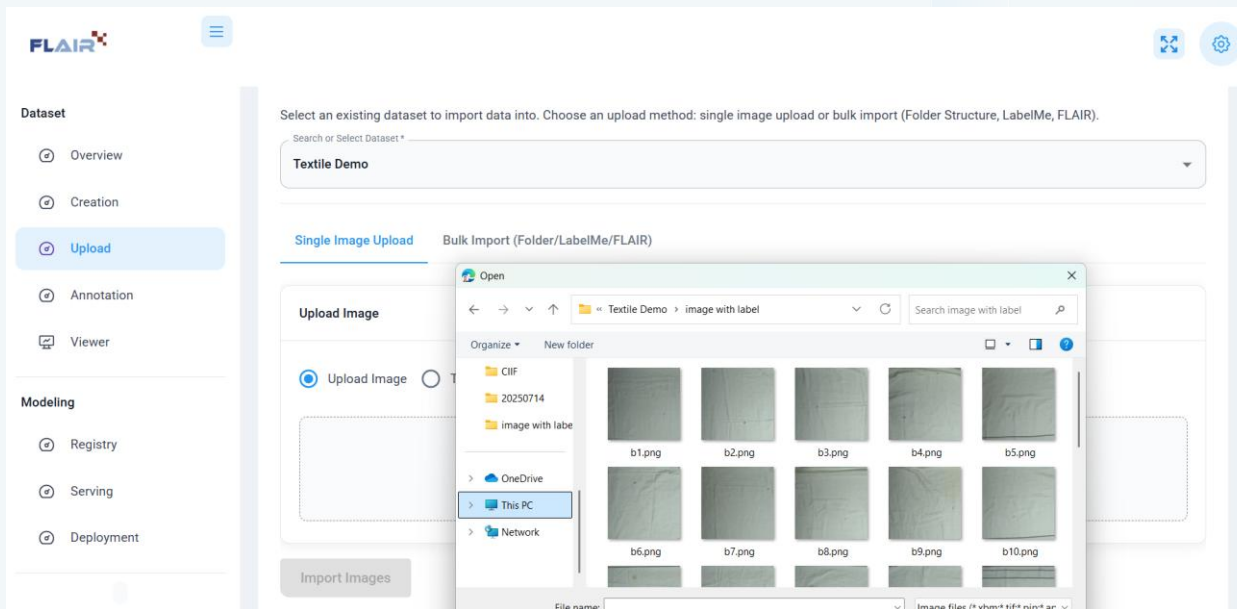 FLAIR
Dataset
Overview
Creation
Upload
Annotation
Viewer
Modeling
Registry
Serving
Deployment
Select an existing dataset to import data into. Choose an upload method: single image upload or bulk import (Folder Structure, LabelMe, FLAIR).
Search or Select Dataset *
Textile Demo
Single Image Upload
Bulk Import (Folder/LabelMe/FLAIR)
Upload Image
Upload Image
Import Images
Open
« Textile Demo > image with label
Search image with label
Organize
New folder
CIIF
20250714
image with labe
OneDrive
This PC
Network
b1.png
b2.png
b3.png
b4.png
b5.png
b6.png
b7.png
b8.png
b9.png
b10.png
File name:
Image files